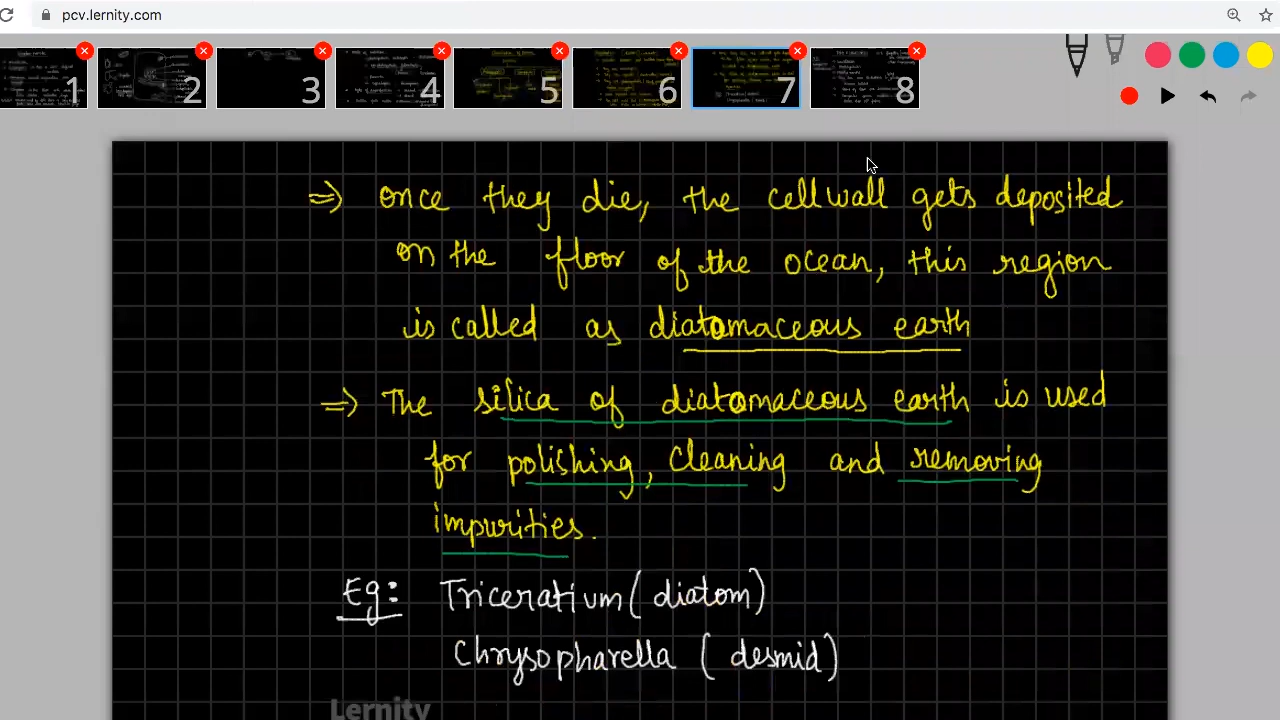 pcv.lernity.com
1
2
3
4
5
6
7
8
⇒ once they die, the cell wall gets deposited
on the floor of the ocean, this region
is called as diatomaceous earth
⇒ The silica of diatomaceous earth is used
for polishing, cleaning and removing
impurities.
Eg: Triceratium (diatom)
Chrysopharella (desmid)
Lernity